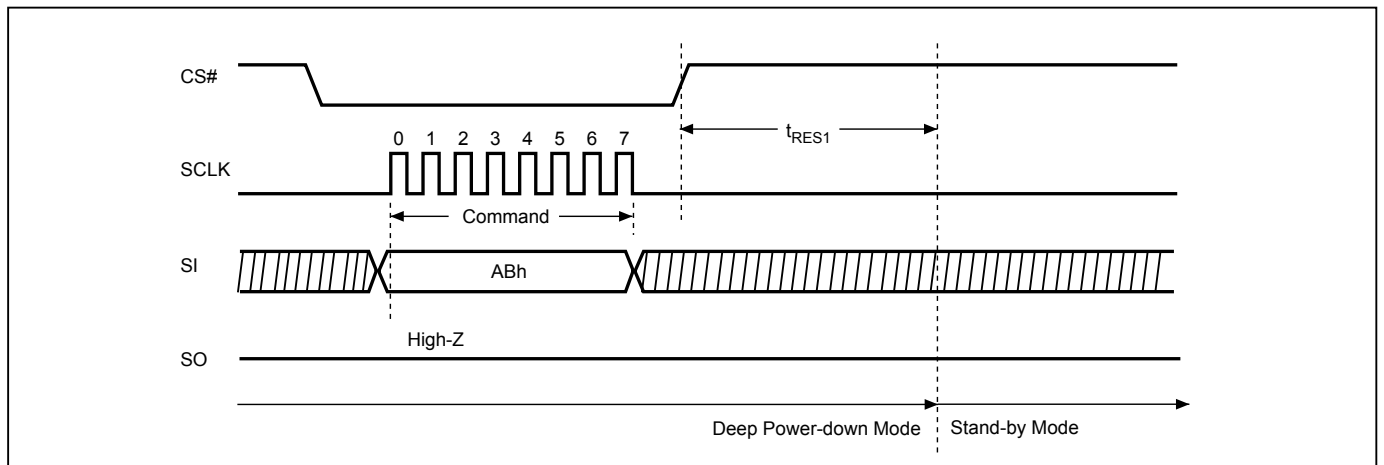 CS#
tRES1
0 1 2 3 4 5 6 7
SCLK
Command
SI
ABh
High-Z
SO
Deep Power-down Mode Stand-by Mode